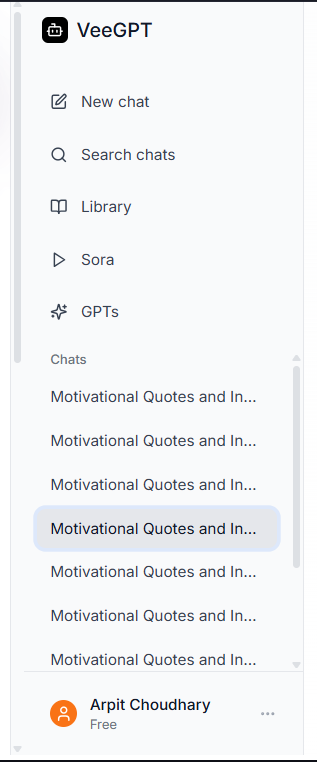 VeeGPT
New chat
Search chats
Library
Sora
GPTs
Chats
Motivational Quotes and In...
Motivational Quotes and In...
Motivational Quotes and In...
Motivational Quotes and In...
Motivational Quotes and In...
Motivational Quotes and In...
Motivational Quotes and In...
Arpit Choudhary
Free